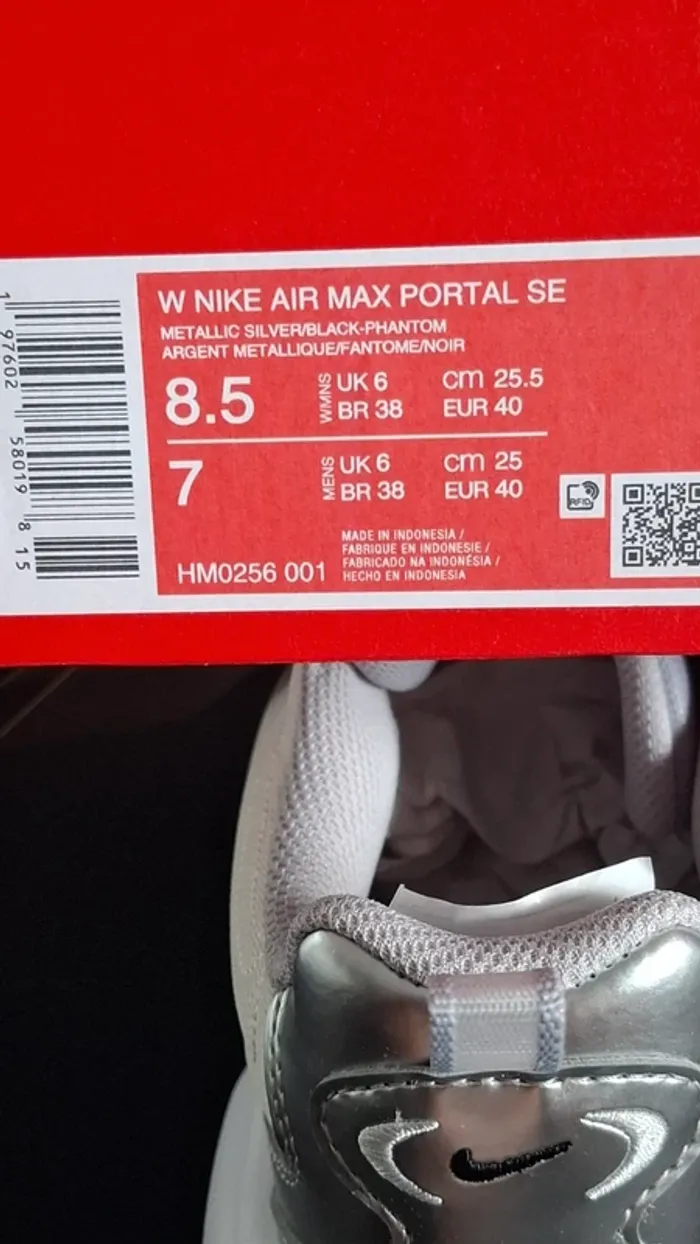 W NIKE AIR MAX PORTAL SE
METALLIC SILVER/BLACK-PHANTOM
ARGENT METALLIQUE/FANTOME/NOIR
8.5
WMNS
UK 6
cm 25.5
BR 38
EUR 40
7
MENS
UK 6
cm 25
BR 38
EUR 40
RFID
HM0256 001
MADE IN INDONESIA /
FABRIQUE EN INDONESIE /
FABRICADO NA INDONÉSIA /
HECHO EN INDONESIA
1 97602 58019 8 15